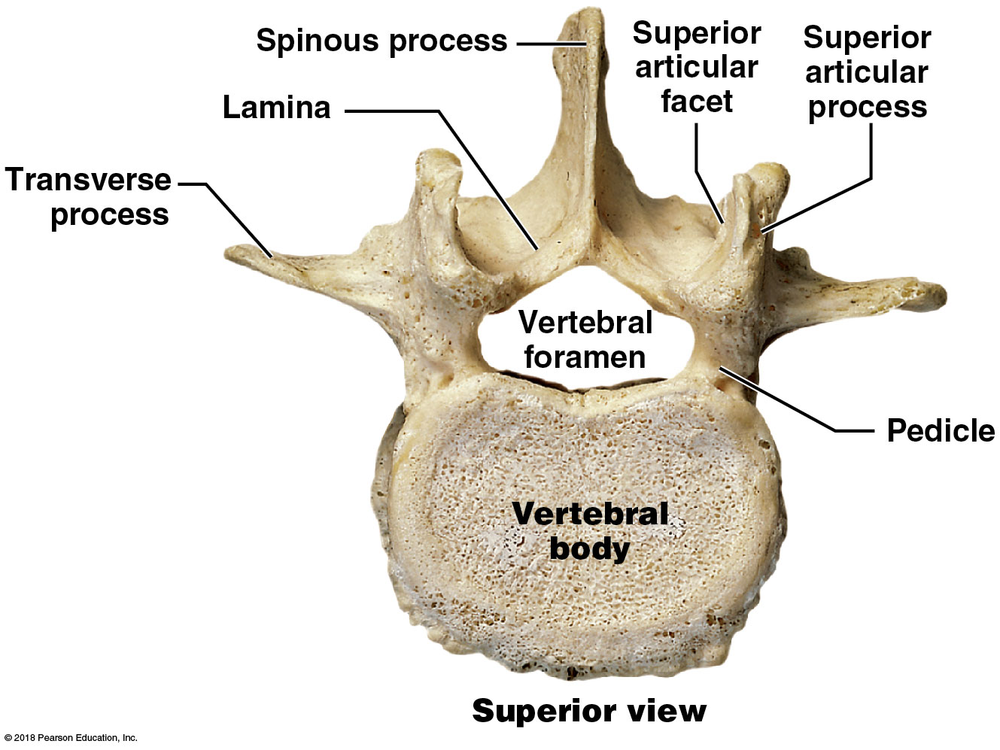 Spinous process
Superior
articular
facet
Superior
articular
process
Lamina
Transverse
process
Vertebral
foramen
Pedicle
Vertebral
body
Superior view
© 2018 Pearson Education, Inc.